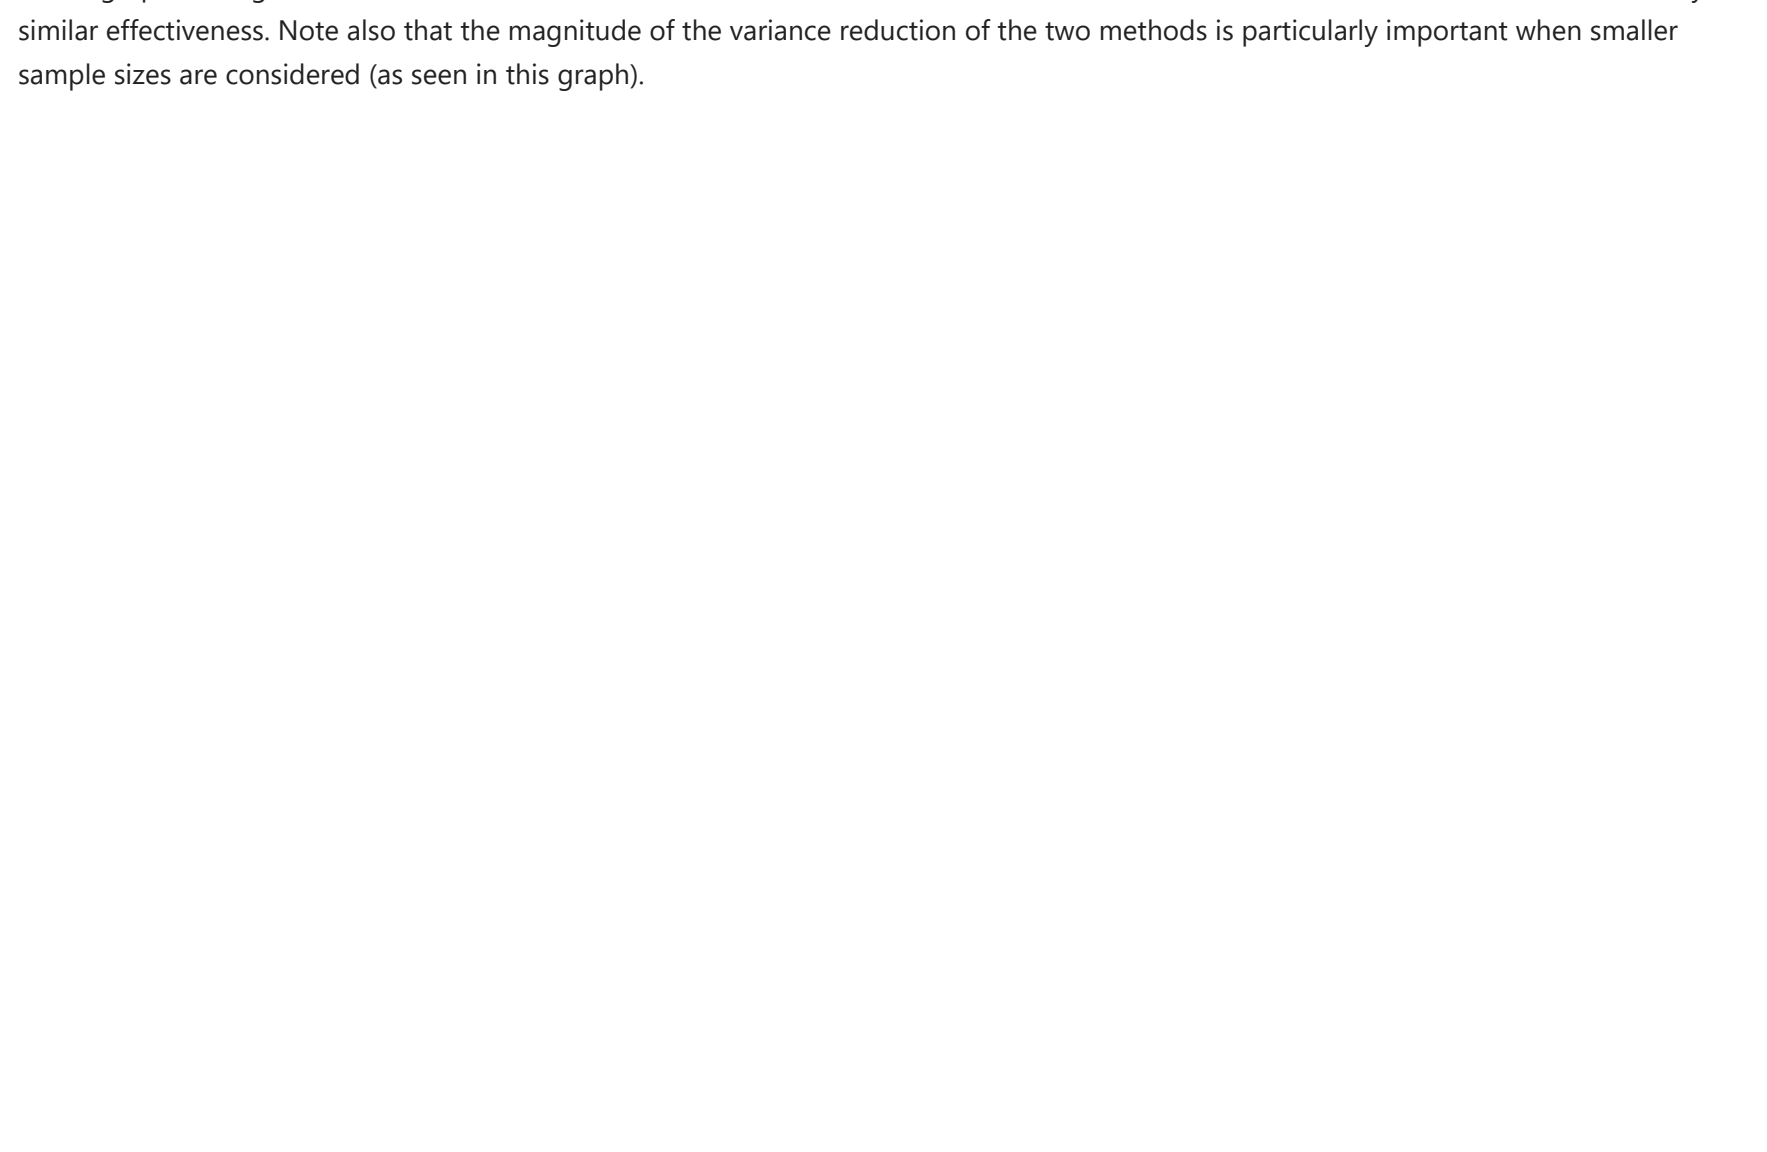 similar effectiveness. Note also that the magnitude of the variance reduction of the two methods is particularly important when smaller
sample sizes are considered (as seen in this graph).